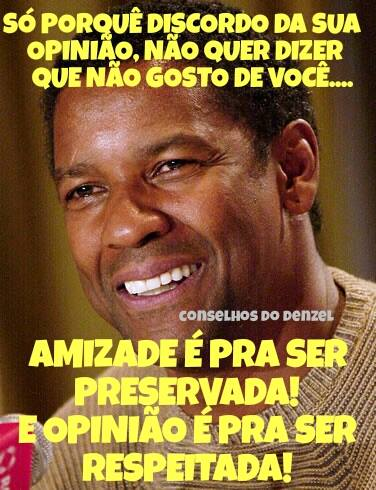 SÓ PORQUÊ DISCORDO DA SUA
OPINIÃO, NÃO QUER DIZER
QUE NÃO GOSTO DE VOCÊ....
CONSELHOS DO DENZEL
AMIZADE É PRA SER
PRESERVADA!
E OPINIÃO É PRA SER
RESPEITADA!